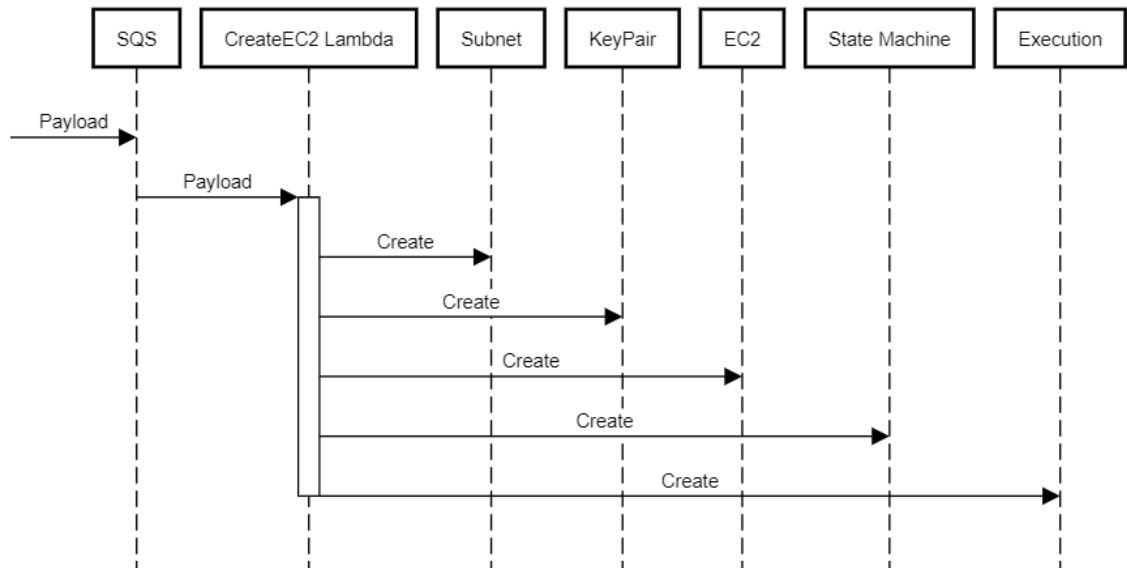 SQS
CreateEC2 Lambda
Subnet
KeyPair
EC2
State Machine
Execution
Payload
Payload
Create
Create
Create
Create
Create